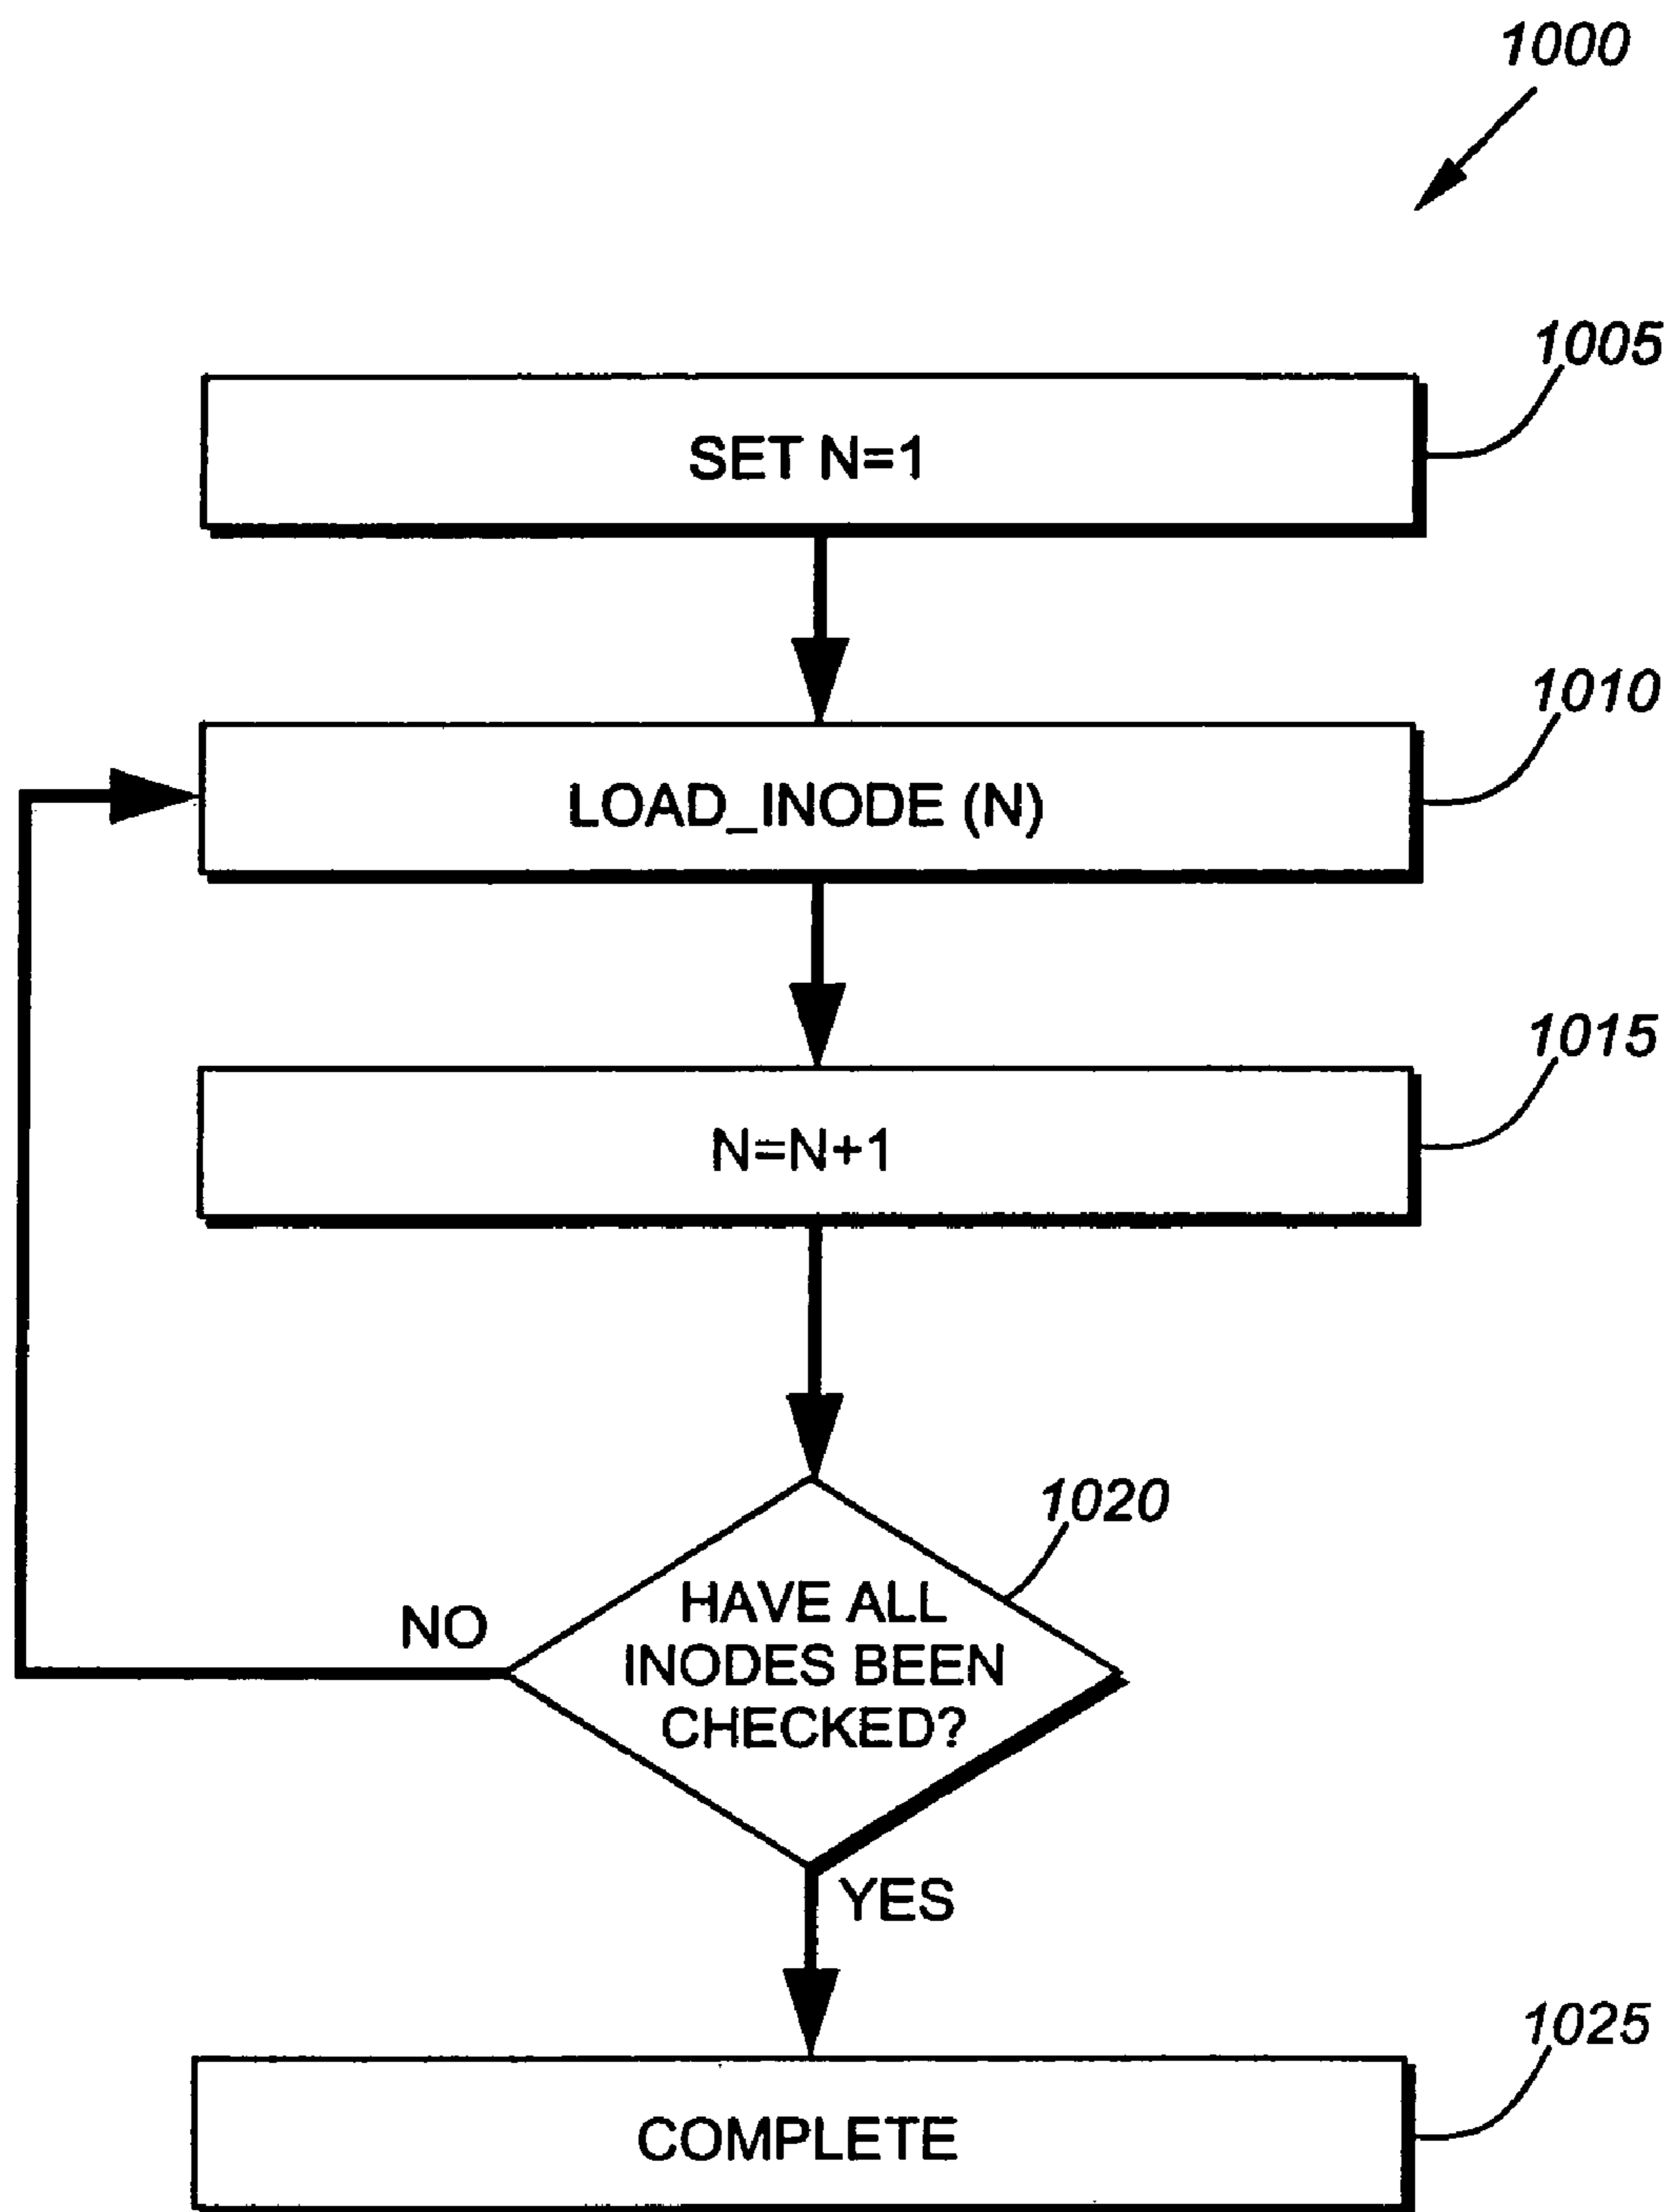 1000
1005
SET N=1
1010
LOAD_INODE (N)
1015
N=N+1
1020
HAVE ALL
INODES BEEN
CHECKED?
NO
YES
1025
COMPLETE